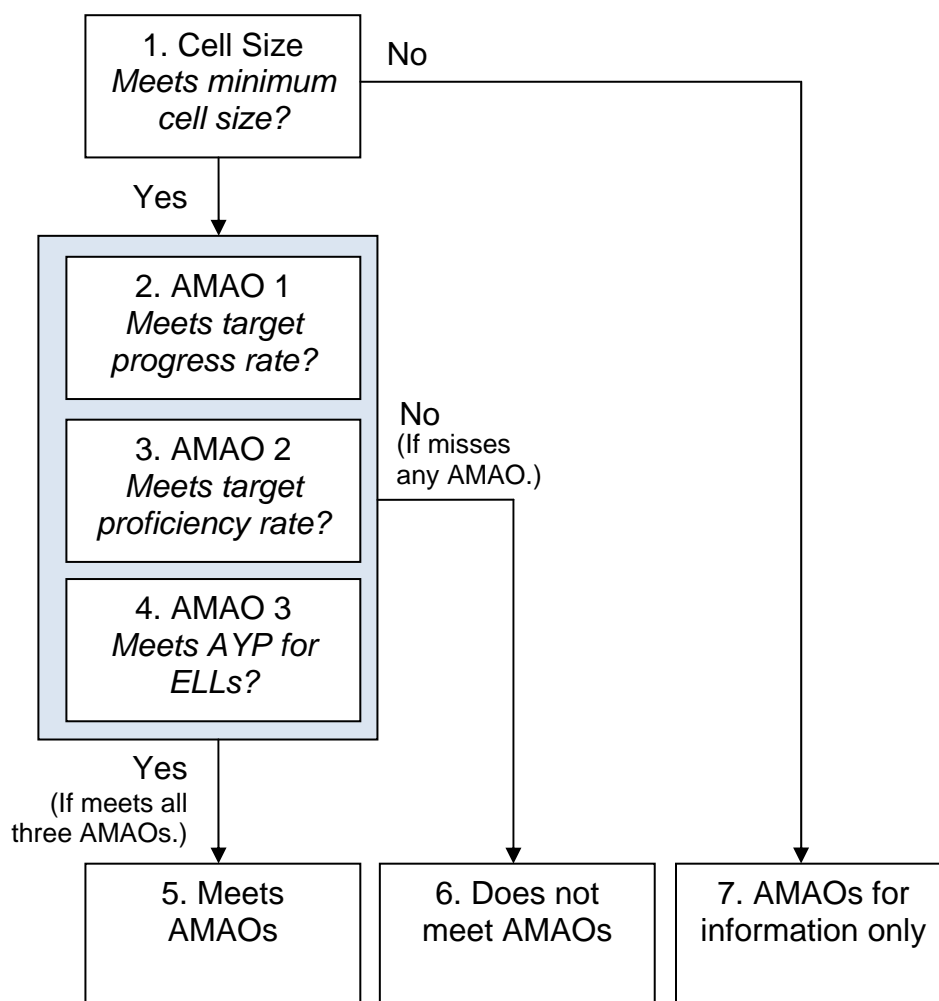 1. Cell Size
Meets minimum
cell size?
No
Yes
2. AMAO 1
Meets target
progress rate?
3. AMAO 2
Meets target
proficiency rate?
4. AMAO 3
Meets AYP for
ELLs?
No
(If misses
any AMAO.)
Yes
(If meets all
three AMAOs.)
5. Meets
AMAOs
6. Does not
meet AMAOs
7. AMAOs for
information only